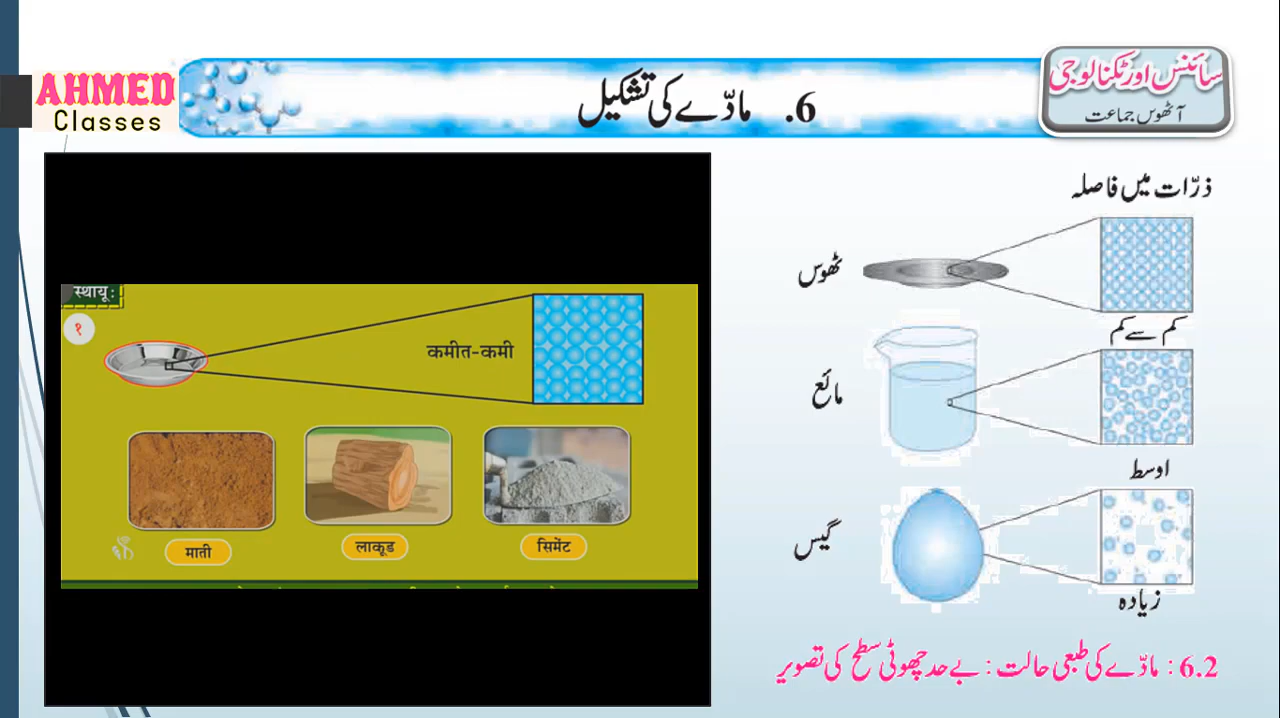 AHMED
Classes
6. مادّے کی تشکیل
سائنس اور ٹکنالوجی
آٹھوس جماعت
ذرّات میں فاصلہ
ٹھوس
کم سے کم
مائع
اوسط
گیس
زیادہ
6.2 : مادّے کی طبعی حالت : بے حد چھوٹی سطح کی تصویر
स्थायू :
१
कमीत-कमी
माती
लाकूड
सिमेंट